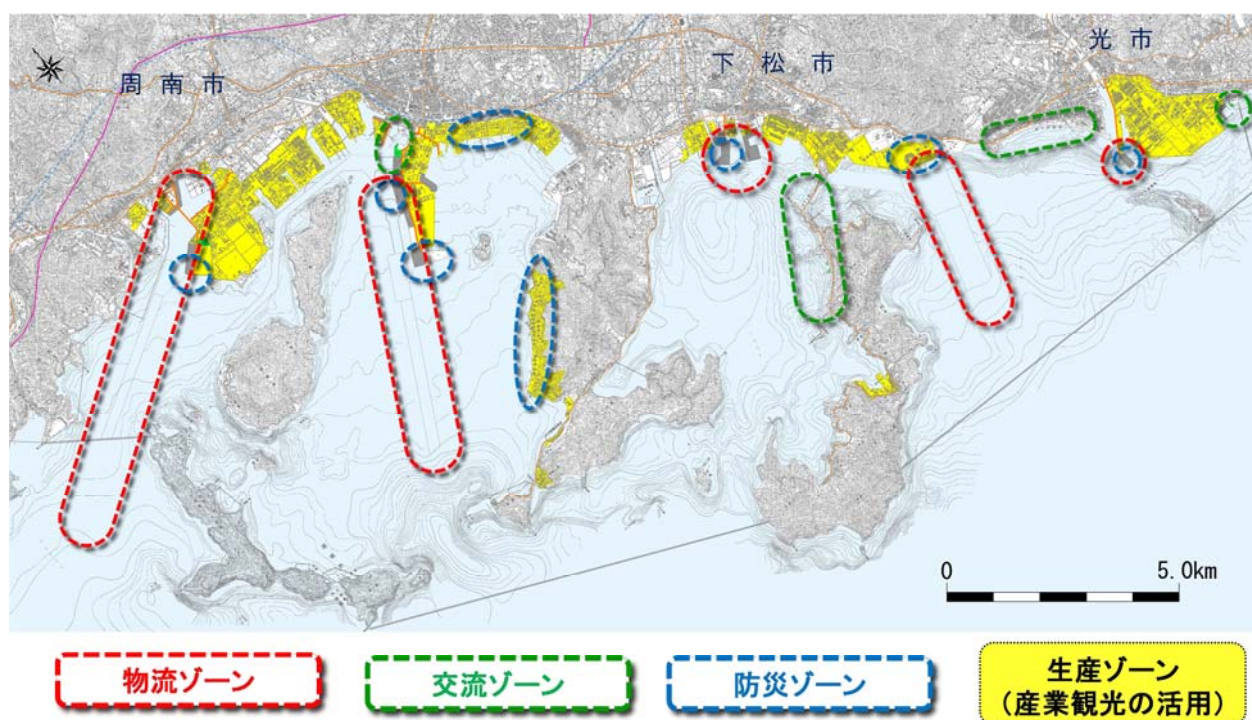 周南市
下松市
光市
0 5.0km
物流ゾーン
交流ゾーン
防災ゾーン
生産ゾーン
(産業観光の活用)